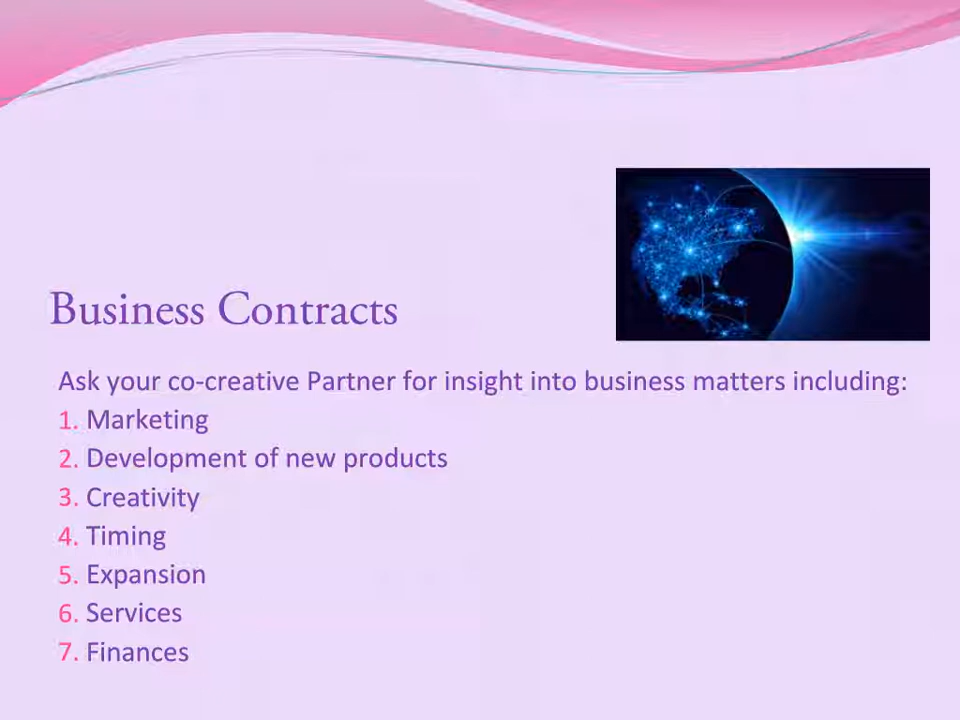 Business Contracts
Ask your co-creative Partner for insight into business matters including:
1. Marketing
2. Development of new products
3. Creativity
4. Timing
5. Expansion
6. Services
7. Finances